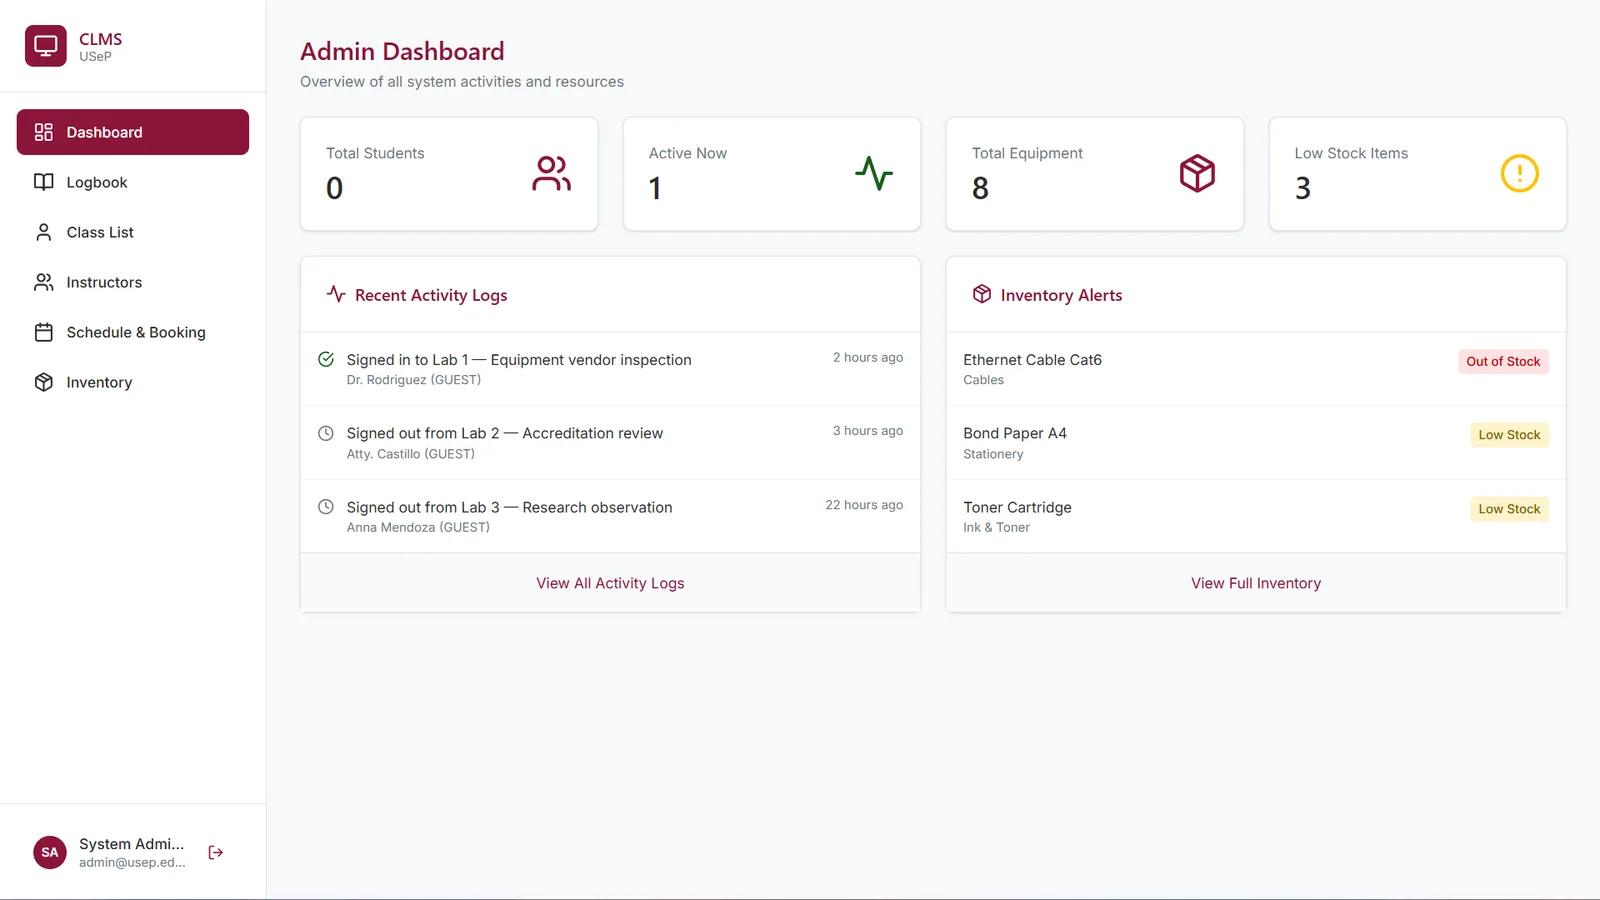 CLMS
USeP
Dashboard
Logbook
Class List
Instructors
Schedule & Booking
Inventory
SA
System Admi...
admin@usep.ed...
Admin Dashboard
Overview of all system activities and resources
Total Students
0
Active Now
1
Total Equipment
8
Low Stock Items
3
Recent Activity Logs
Signed in to Lab 1 — Equipment vendor inspection
2 hours ago
Dr. Rodriguez (GUEST)
Signed out from Lab 2 — Accreditation review
3 hours ago
Atty. Castillo (GUEST)
Signed out from Lab 3 — Research observation
22 hours ago
Anna Mendoza (GUEST)
View All Activity Logs
Inventory Alerts
Ethernet Cable Cat6
Out of Stock
Cables
Bond Paper A4
Low Stock
Stationery
Toner Cartridge
Low Stock
Ink & Toner
View Full Inventory